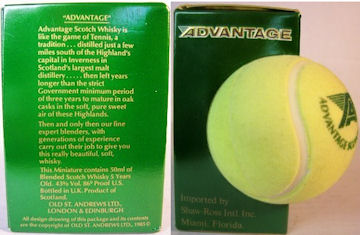 "ADVANTAGE"
Advantage Scotch Whisky is
like the game of Tennis, a
tradition . . . distilled just a few
miles south of the Highland's
capital in Inverness in
Scotland's largest malt
distillery . . . . . then left years
longer than the strict
Government minimum period
of three years to mature in oak
casks in the soft, pure sweet
air of these Highlands.
Then and only then our fine
expert blenders, with
generations of experience
carry out their job to give you
this really beautiful, soft,
whisky.
This Miniature contains 50ml of
Blended Scotch Whisky 5 Years
Old. 43% Vol. 86° Proof U.S.
Bottled in U.K. Product of
Scotland.
OLD ST. ANDREWS LTD.,
LONDON & EDINBURGH
All design drawing of this package and its contents
are the copyright of OLD ST. ANDREWS LTD., 1985 ©
ADVANTAGE
ADVANTAGE
Imported by
Shaw-Ross Intl. Inc.
Miami, Florida.